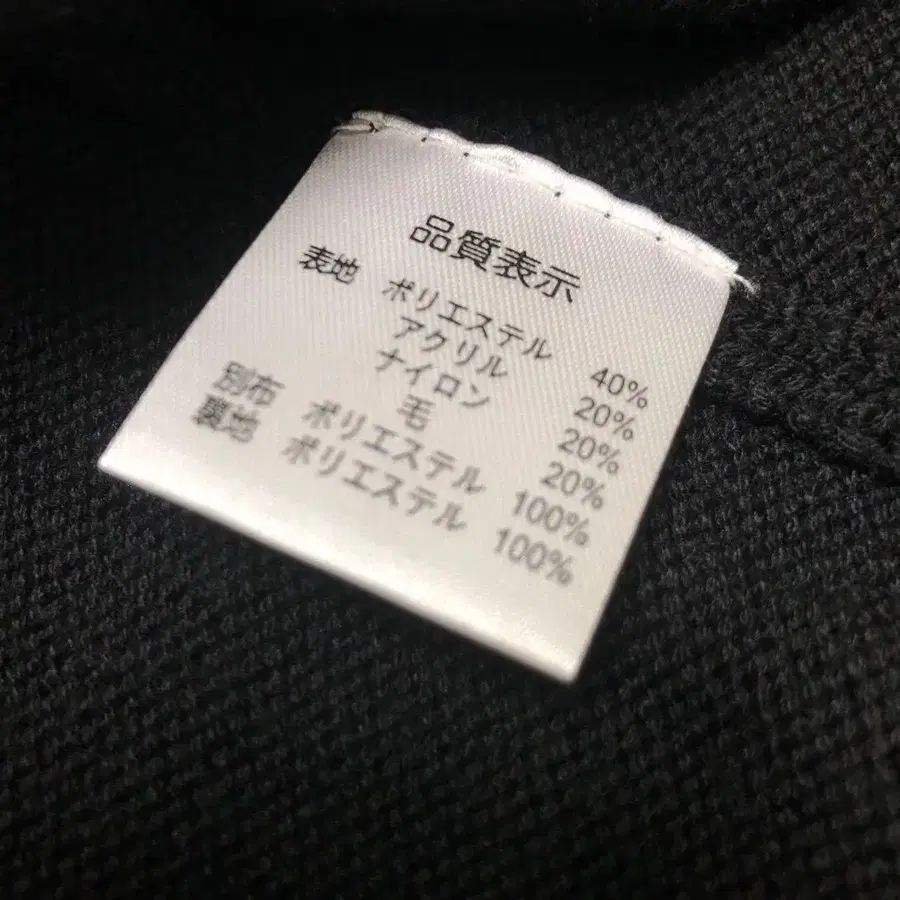 品質表示
表地 ポリエステル 40%
アクリル 20%
ナイロン 20%
毛 20%
別布 ポリエステル 100%
裏地 ポリエステル 100%